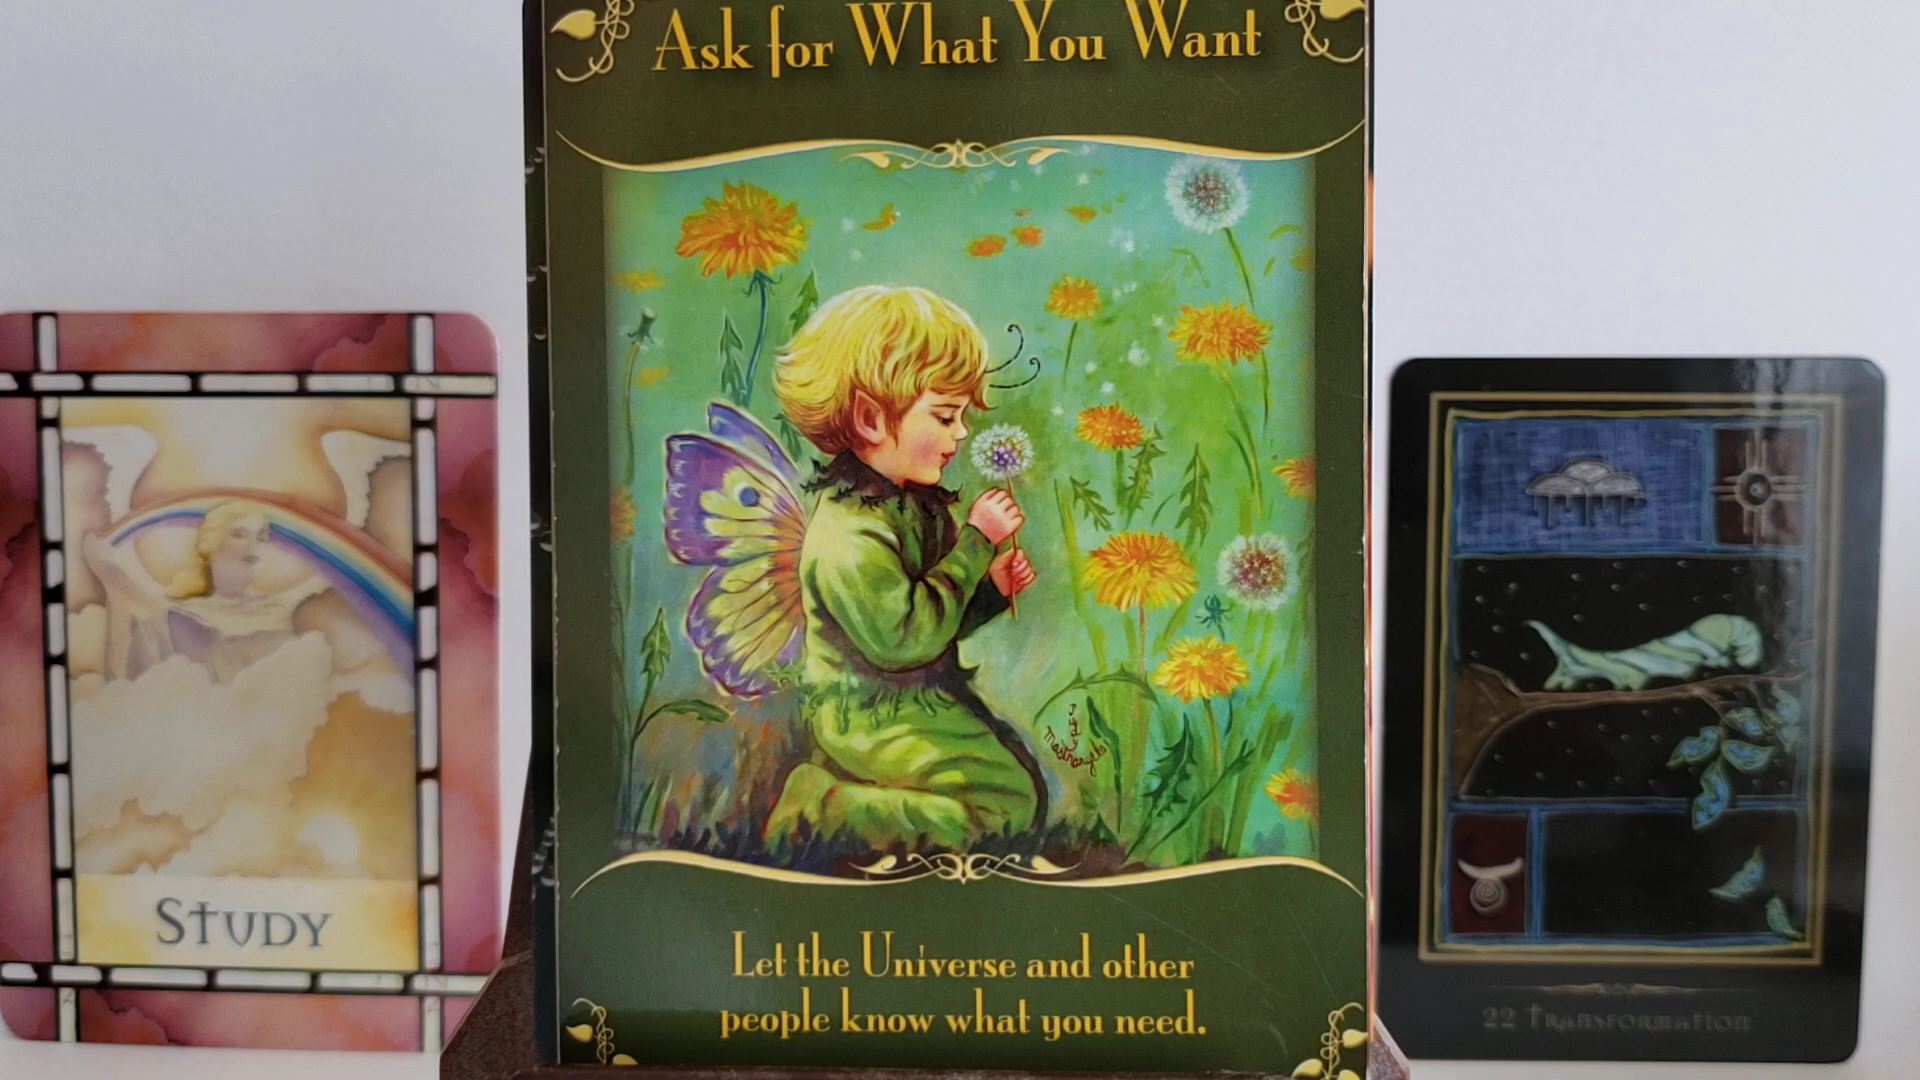 Ask for What You Want
Let the Universe and other
people know what you need.
STUDY
22 TRANSFORMATION